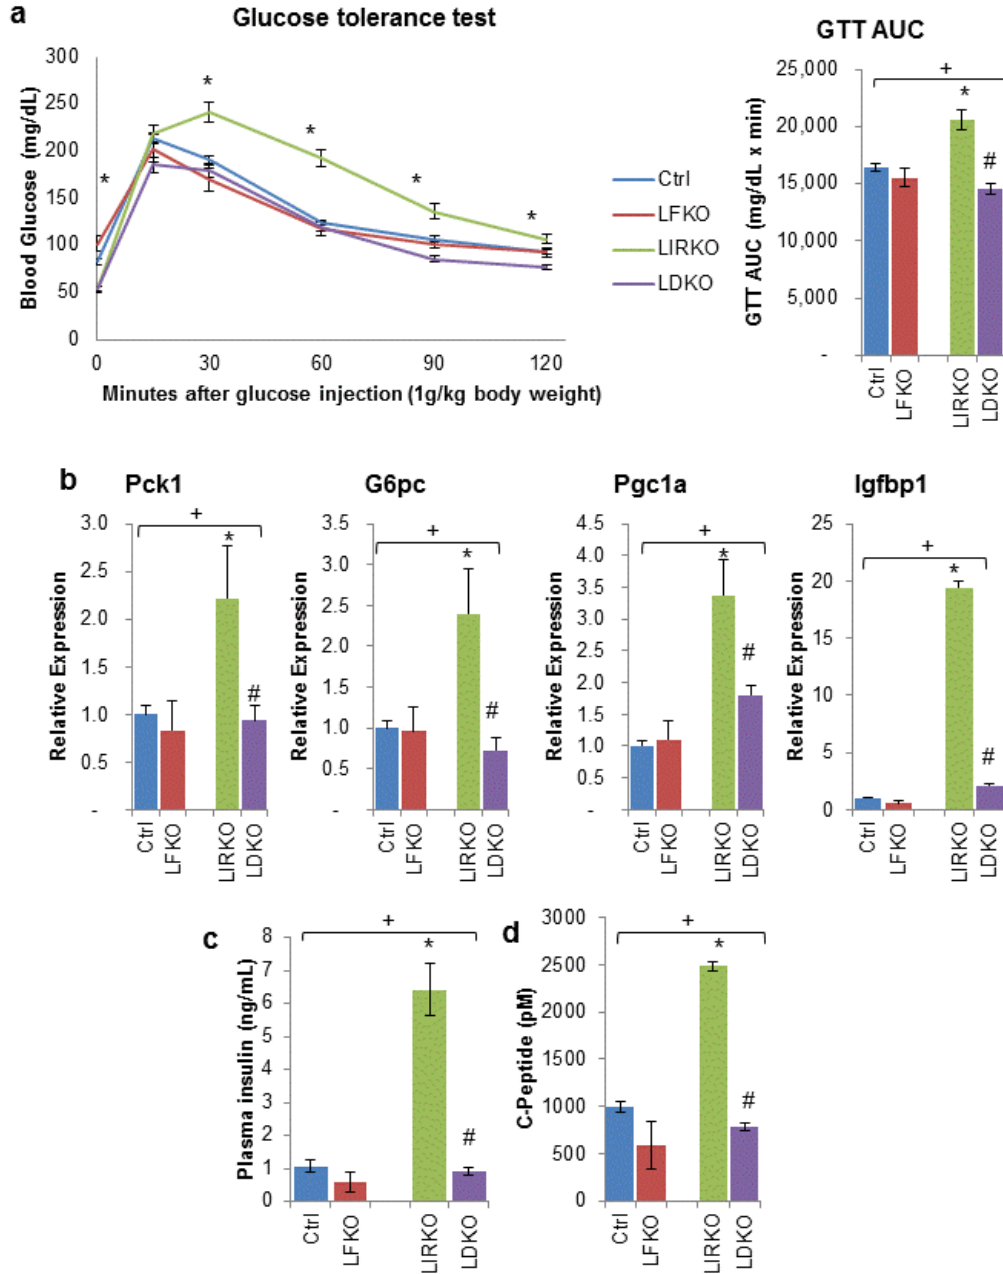 a
Glucose tolerance test
Blood Glucose (mg/dL)
300
250
200
150
100
50
0
*
*
*
*
*
0
30
60
90
120
Minutes after glucose injection (1g/kg body weight)
Ctrl
LFKO
LIRKO
LDKO
GTT AUC
GTT AUC (mg/dL x min)
25,000
20,000
15,000
10,000
5,000
-
+
*
#
Ctrl
LFKO
LIRKO
LDKO
b
Pck1
Relative Expression
3.0
2.5
2.0
1.5
1.0
0.5
-
+
*
#
Ctrl
LFKO
LIRKO
LDKO
G6pc
Relative Expression
3.5
3.0
2.5
2.0
1.5
1.0
0.5
-
+
*
#
Ctrl
LFKO
LIRKO
LDKO
Pgc1a
Relative Expression
4.5
4.0
3.5
3.0
2.5
2.0
1.5
1.0
0.5
-
+
*
#
Ctrl
LFKO
LIRKO
LDKO
Igfbp1
Relative Expression
25
20
15
10
5
0
+
*
#
Ctrl
LFKO
LIRKO
LDKO
c
Plasma insulin (ng/mL)
8
7
6
5
4
3
2
1
0
+
*
#
Ctrl
LFKO
LIRKO
LDKO
d
C-Peptide (pM)
3000
2500
2000
1500
1000
500
0
+
*
#
Ctrl
LFKO
LIRKO
LDKO